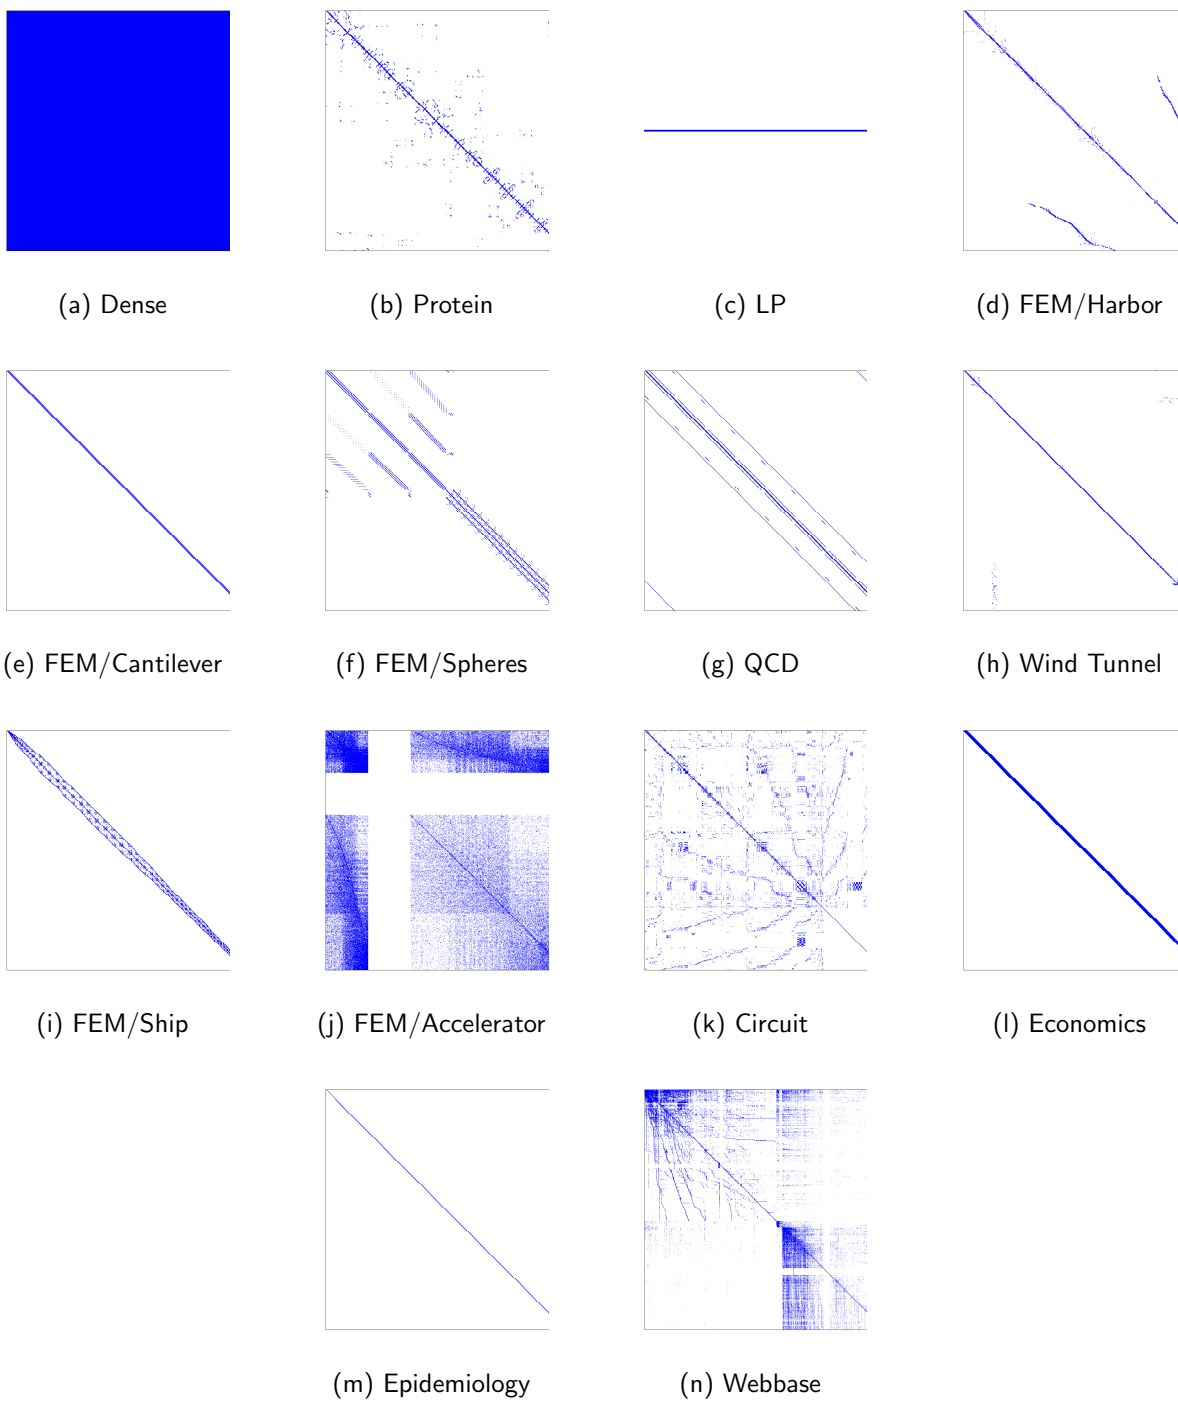 (a) Dense
(b) Protein
(c) LP
(d) FEM/Harbor
(e) FEM/Cantilever
(f) FEM/Spheres
(g) QCD
(h) Wind Tunnel
(i) FEM/Ship
(j) FEM/Accelerator
(k) Circuit
(l) Economics
(m) Epidemiology
(n) Webbase